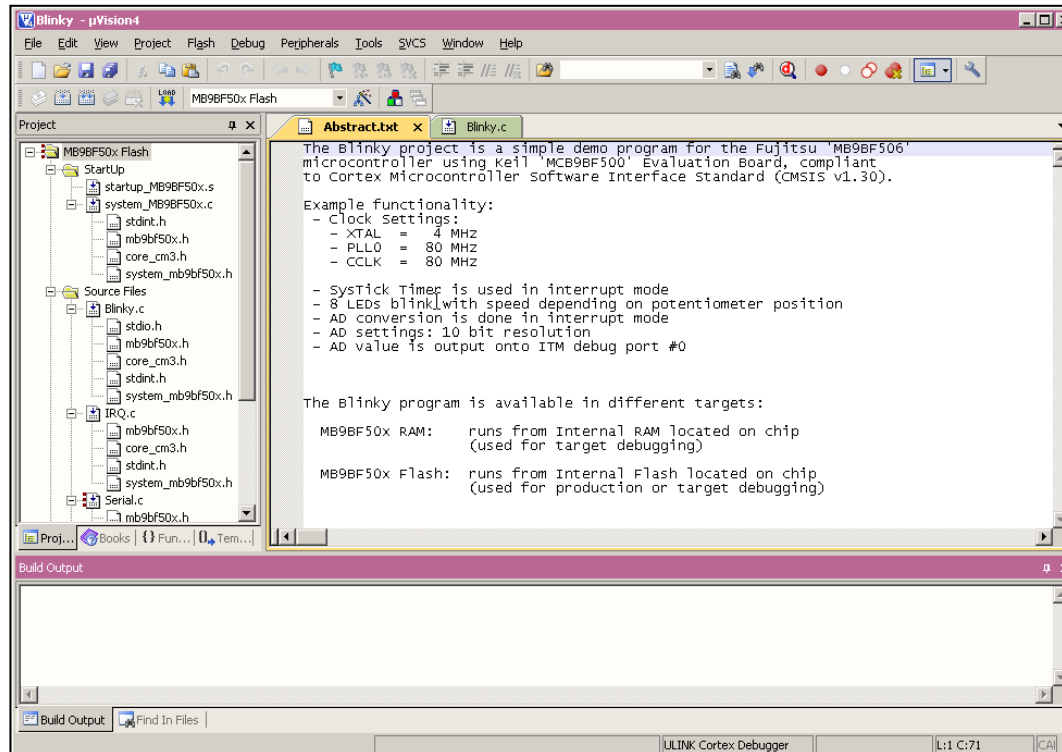 Blinky - µVision4
File Edit View Project Flash Debug Peripherals Tools SVCS Window Help
LOAD MB9BF50x Flash
Project
MB9BF50x Flash
StartUp
startup_MB9BF50x.s
system_MB9BF50x.c
stdint.h
mb9bf50x.h
core_cm3.h
system_mb9bf50x.h
Source Files
Blinky.c
stdio.h
mb9bf50x.h
core_cm3.h
stdint.h
system_mb9bf50x.h
IRQ.c
mb9bf50x.h
core_cm3.h
stdint.h
system_mb9bf50x.h
Serial.c
mb9bf50x.h
Proj... Books {} Fun... Tem...
Abstract.txt Blinky.c
The Blinky project is a simple demo program for the Fujitsu 'MB9BF506'
microcontroller using Keil 'MCB9BF500' Evaluation Board, compliant
to Cortex Microcontroller Software Interface Standard (CMSIS v1.30).
Example functionality:
- Clock Settings:
- XTAL = 4 MHz
- PLL0 = 80 MHz
- CCLK = 80 MHz
- SysTick Timer is used in interrupt mode
- 8 LEDs blink with speed depending on potentiometer position
- AD conversion is done in interrupt mode
- AD settings: 10 bit resolution
- AD value is output onto ITM debug port #0
The Blinky program is available in different targets:
MB9BF50x RAM: runs from Internal RAM located on chip
(used for target debugging)
MB9BF50x Flash: runs from Internal Flash located on chip
(used for production or target debugging)
Build Output
Build Output Find In Files
ULINK Cortex Debugger L:1 C:71 CA